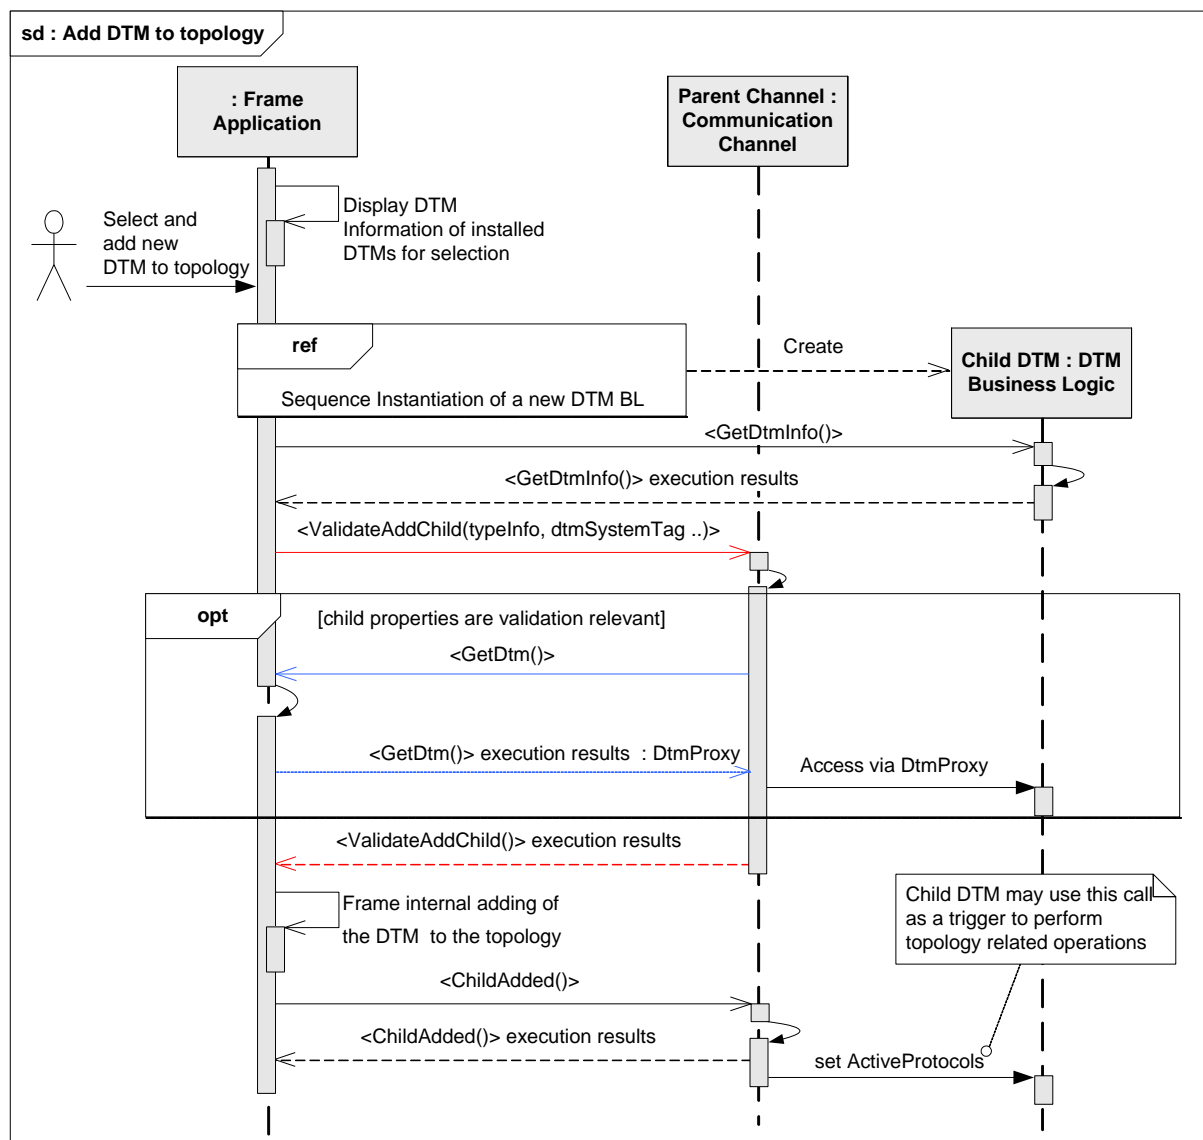 sd : Add DTM to topology
: Frame
Application
Parent Channel :
Communication
Channel
Display DTM
Information of installed
DTMs for selection
Select and
add new
DTM to topology
ref
Sequence Instantiation of a new DTM BL
Create
Child DTM : DTM
Business Logic
<GetDtmInfo()>
<GetDtmInfo()> execution results
<ValidateAddChild(typeInfo, dtmSystemTag ..)>
opt
[child properties are validation relevant]
<GetDtm()>
<GetDtm()> execution results : DtmProxy
Access via DtmProxy
<ValidateAddChild()> execution results
Frame internal adding of
the DTM to the topology
Child DTM may use this call
as a trigger to perform
topology related operations
<ChildAdded()>
<ChildAdded()> execution results
set ActiveProtocols